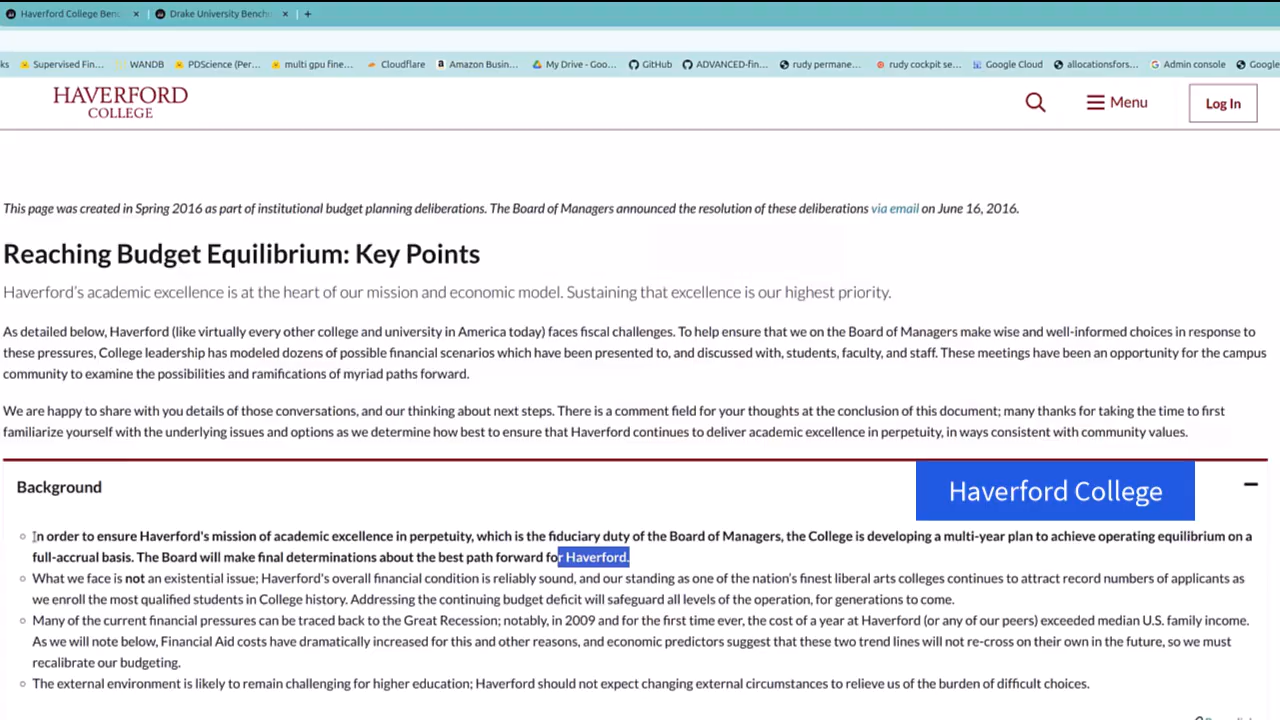 Haverford College Ben
Drake University Bench
ks
Supervised Fin...
WANDB
PDScience (Per...
multi gpu fine...
Cloudflare
Amazon Busin...
My Drive - Goo...
GitHub
ADVANCED-fin...
rudy permane...
rudy cockpit se...
Google Cloud
allocationsfors...
Admin console
Google
HAVERFORD
COLLEGE
Menu
Log In
This page was created in Spring 2016 as part of institutional budget planning deliberations. The Board of Managers announced the resolution of these deliberations via email on June 16, 2016.
Reaching Budget Equilibrium: Key Points
Haverford's academic excellence is at the heart of our mission and economic model. Sustaining that excellence is our highest priority.
As detailed below, Haverford (like virtually every other college and university in America today) faces fiscal challenges. To help ensure that we on the Board of Managers make wise and well-informed choices in response to
these pressures, College leadership has modeled dozens of possible financial scenarios which have been presented to, and discussed with, students, faculty, and staff. These meetings have been an opportunity for the campus
community to examine the possibilities and ramifications of myriad paths forward.
We are happy to share with you details of those conversations, and our thinking about next steps. There is a comment field for your thoughts at the conclusion of this document; many thanks for taking the time to first
familiarize yourself with the underlying issues and options as we determine how best to ensure that Haverford continues to deliver academic excellence in perpetuity, in ways consistent with community values.
Background
Haverford College
In order to ensure Haverford's mission of academic excellence in perpetuity, which is the fiduciary duty of the Board of Managers, the College is developing a multi-year plan to achieve operating equilibrium on a
full-accrual basis. The Board will make final determinations about the best path forward for Haverford.
What we face is not an existential issue; Haverford's overall financial condition is reliably sound, and our standing as one of the nation's finest liberal arts colleges continues to attract record numbers of applicants as
we enroll the most qualified students in College history. Addressing the continuing budget deficit will safeguard all levels of the operation, for generations to come.
Many of the current financial pressures can be traced back to the Great Recession; notably, in 2009 and for the first time ever, the cost of a year at Haverford (or any of our peers) exceeded median U.S. family income.
As we will note below, Financial Aid costs have dramatically increased for this and other reasons, and economic predictors suggest that these two trend lines will not re-cross on their own in the future, so we must
recalibrate our budgeting.
The external environment is likely to remain challenging for higher education; Haverford should not expect changing external circumstances to relieve us of the burden of difficult choices.